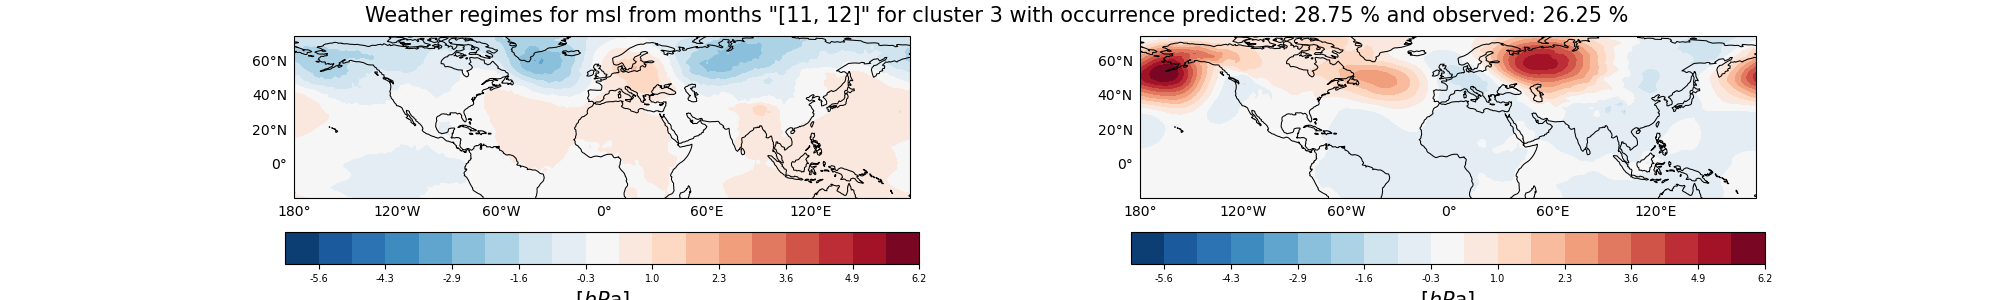 Weather regimes for msl from months "[11, 12]" for cluster 3 with occurrence predicted: 28.75 % and observed: 26.25 %
60°N 60°N
40°N 40°N
20°N 20°N
0° 0°
180° 120°W 60°W 0° 60°E 120°E 180° 120°W 60°W 0° 60°E 120°E
-5.6 -4.3 -2.9 -1.6 -0.3 1.0 2.3 3.6 4.9 6.2 -5.6 -4.3 -2.9 -1.6 -0.3 1.0 2.3 3.6 4.9 6.2
[hPa] [hPa]